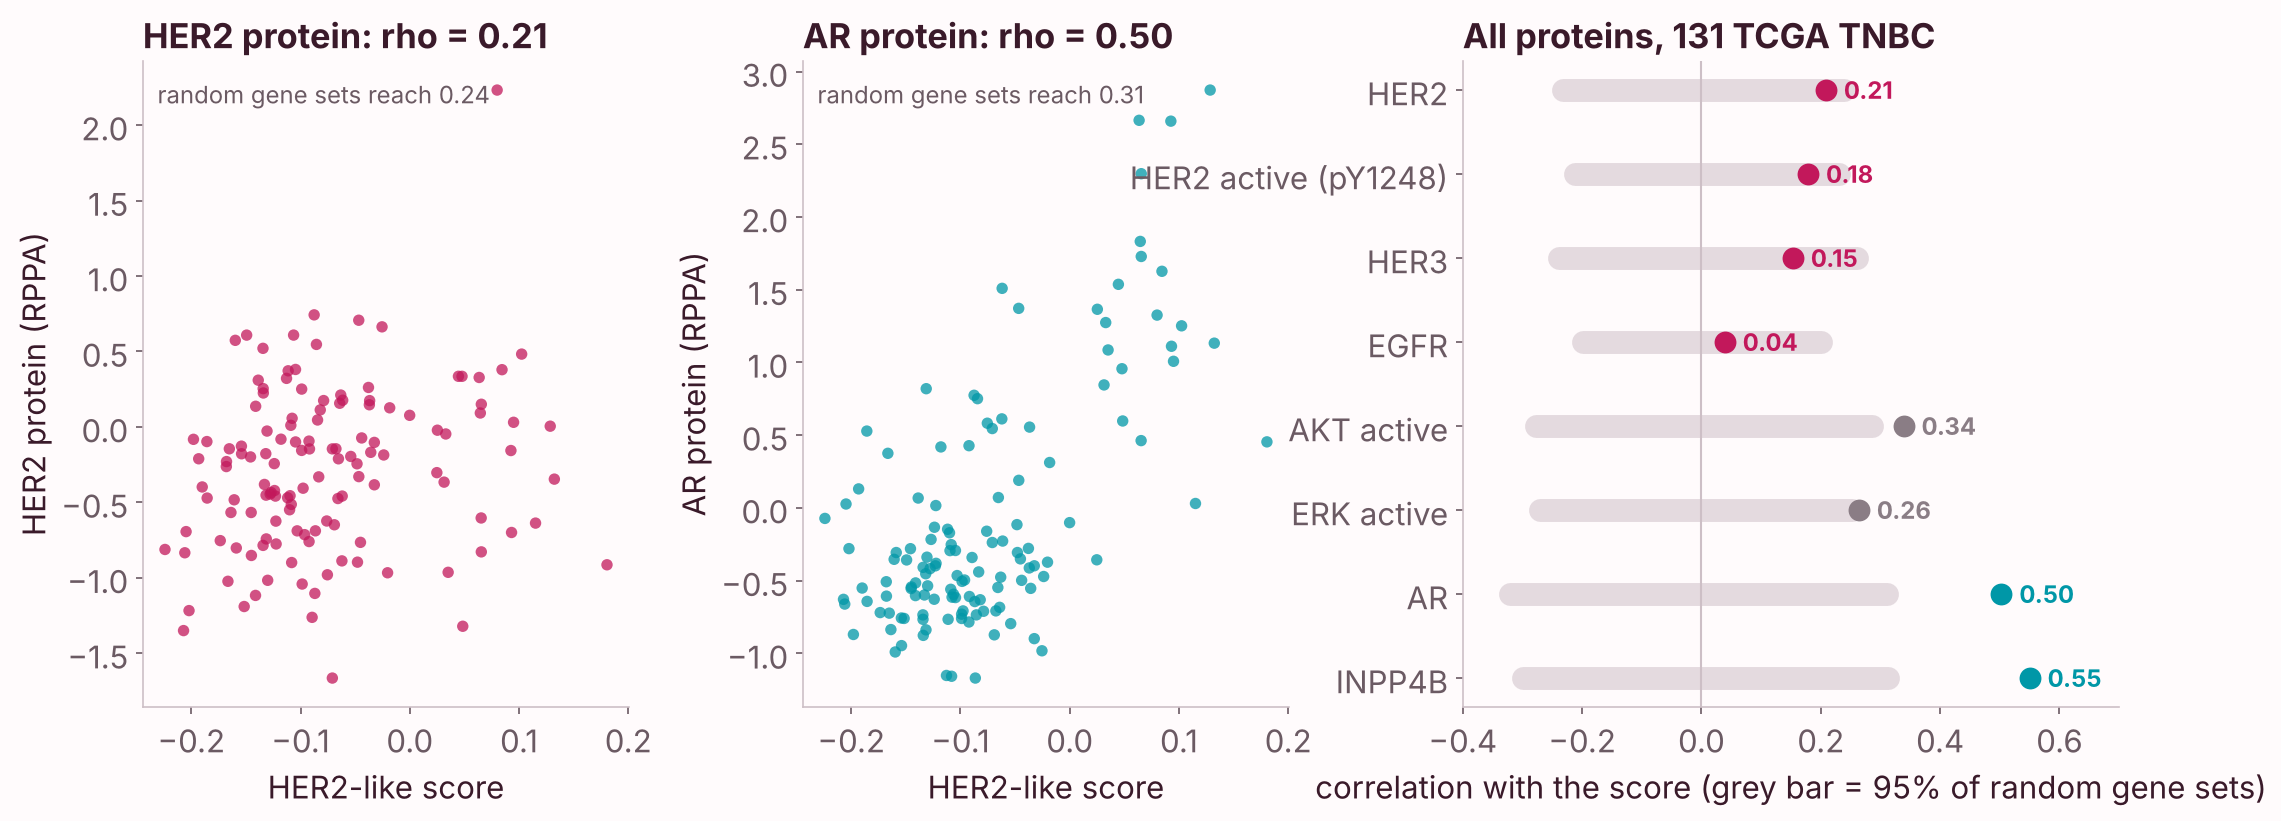 HER2 protein: rho = 0.21
random gene sets reach 0.24
HER2 protein (RPPA)
2.0
1.5
1.0
0.5
0.0
−0.5
−1.0
−1.5
−0.2 −0.1 0.0 0.1 0.2
HER2-like score
AR protein: rho = 0.50
random gene sets reach 0.31
AR protein (RPPA)
3.0
2.5
2.0
1.5
1.0
0.5
0.0
−0.5
−1.0
−0.2 −0.1 0.0 0.1 0.2
HER2-like score
All proteins, 131 TCGA TNBC
HER2 0.21
HER2 active (pY1248) 0.18
HER3 0.15
EGFR 0.04
AKT active 0.34
ERK active 0.26
AR 0.50
INPP4B 0.55
−0.4 −0.2 0.0 0.2 0.4 0.6
correlation with the score (grey bar = 95% of random gene sets)